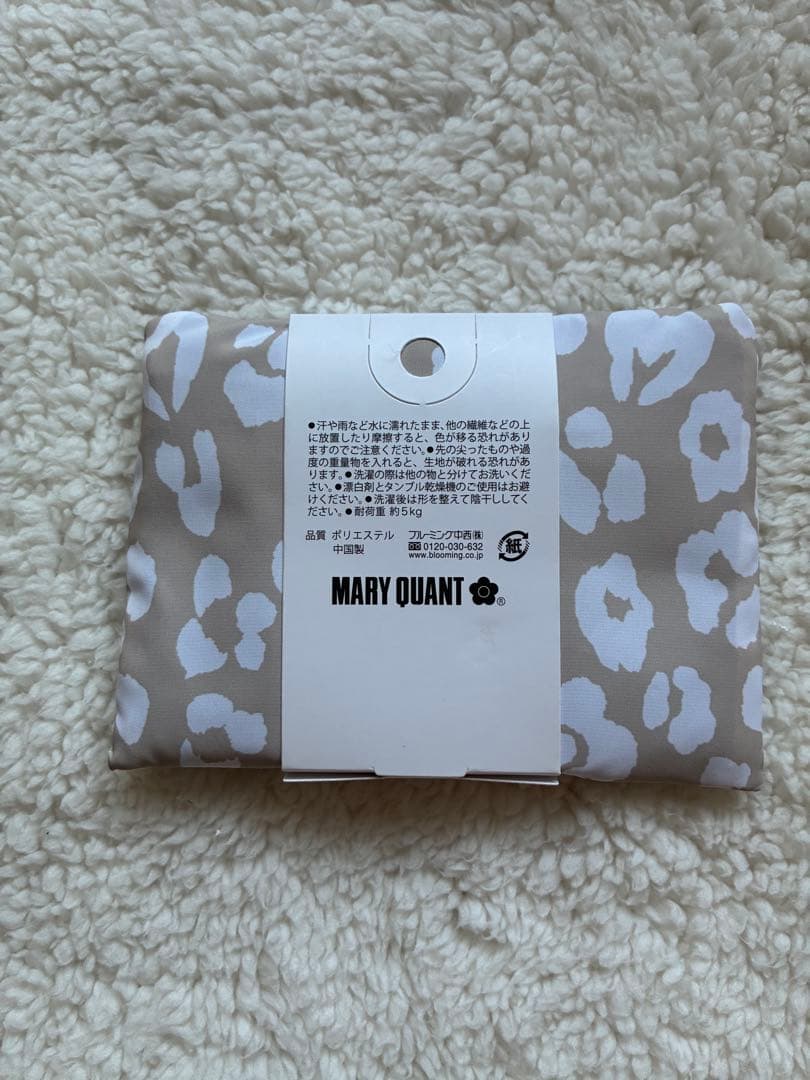 ●汗や雨など水に濡れたまま、他の繊維などの上
に放置したり摩擦すると、色が移る恐れがあり
ますのでご注意ください。●先の尖ったものや過
度の重量物を入れると、生地が破れる恐れがあ
ります。●洗濯の際は他の物と分けてお洗いくだ
さい。●漂白剤とタンブル乾燥機のご使用はお避
けください。●洗濯後は形を整えて陰干ししてく
ださい。●耐荷重 約5kg
品質 ポリエステル
中国製
ブルーミング中西㈱
0120-030-632
www.blooming.co.jp
紙
MARY QUANT ®